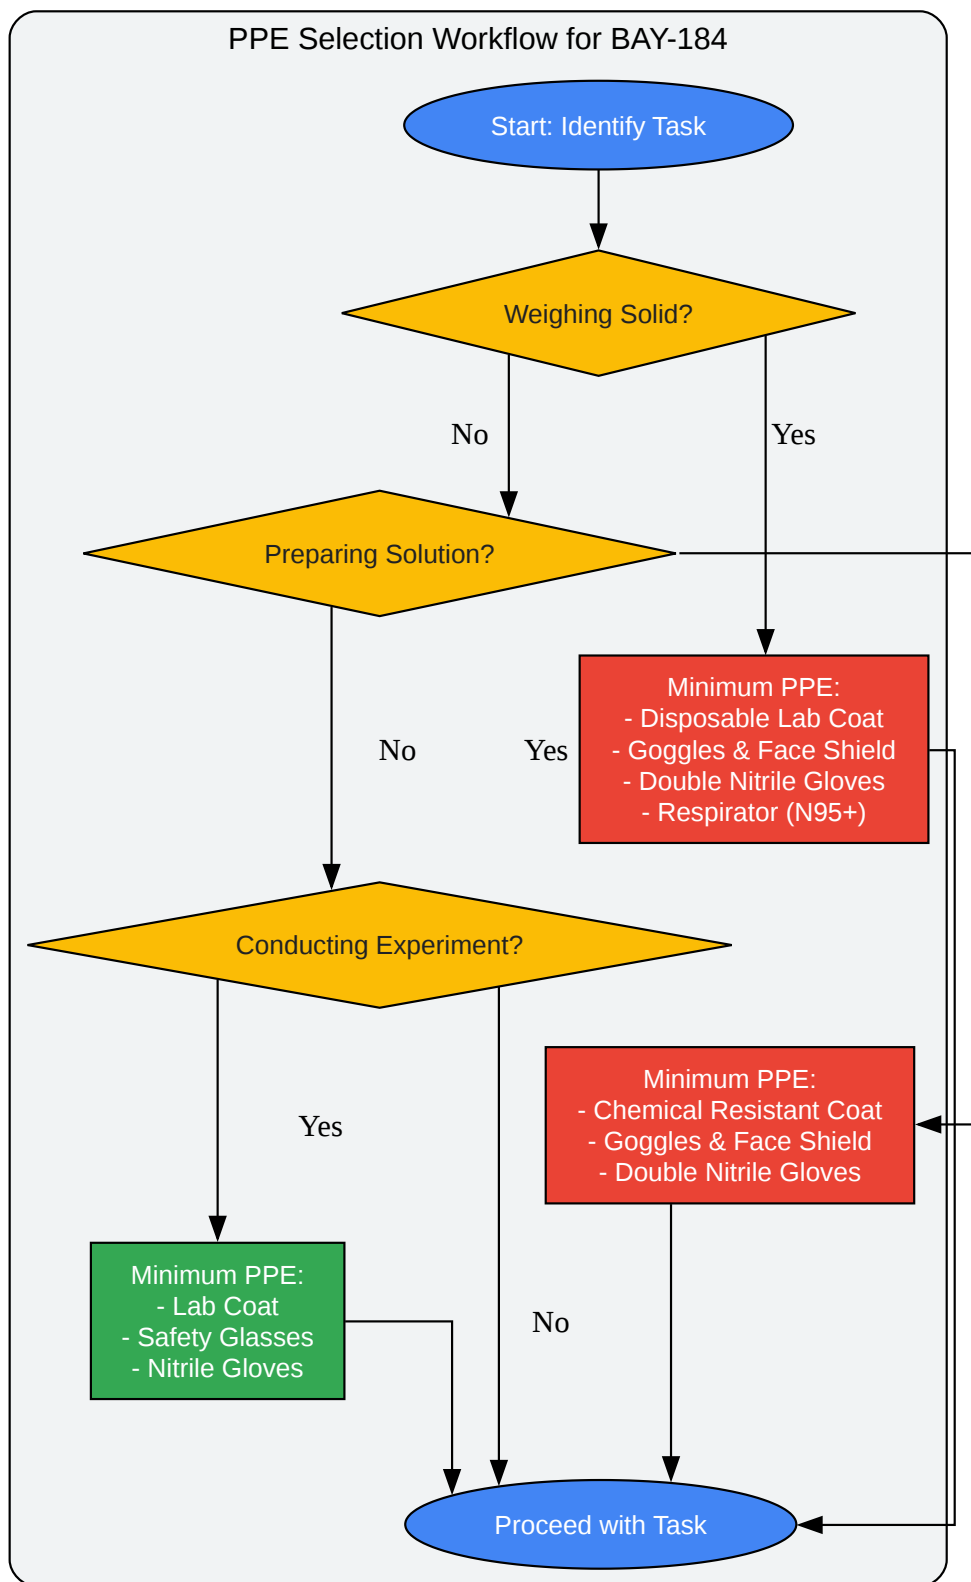 PPE Selection Workflow for BAY-184
Start: Identify Task
Weighing Solid?
No
Yes
Preparing Solution?
Minimum PPE:
- Disposable Lab Coat
- Goggles & Face Shield
- Double Nitrile Gloves
- Respirator (N95+)
No
Yes
Conducting Experiment?
Minimum PPE:
- Chemical Resistant Coat
- Goggles & Face Shield
- Double Nitrile Gloves
Yes
Minimum PPE:
- Lab Coat
- Safety Glasses
- Nitrile Gloves
No
Proceed with Task